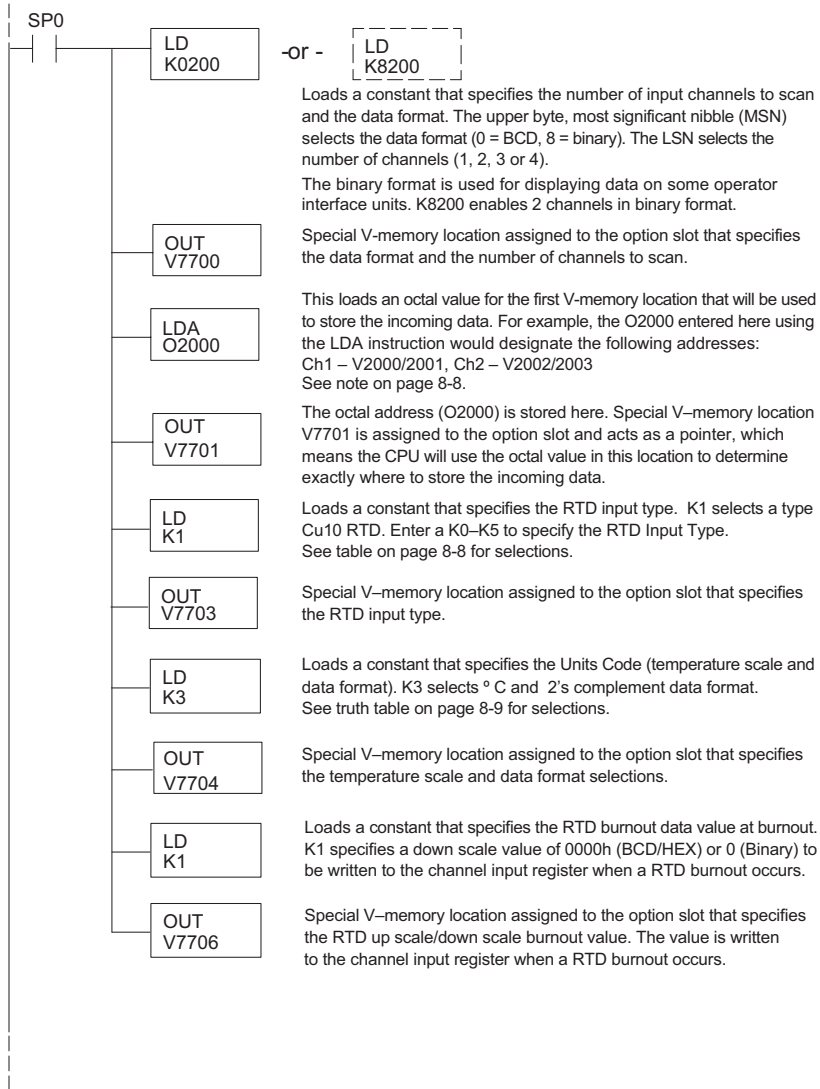 SP0
LD
K0200
-or -
LD
K8200
Loads a constant that specifies the number of input channels to scan
and the data format. The upper byte, most significant nibble (MSN)
selects the data format (0 = BCD, 8 = binary). The LSN selects the
number of channels (1, 2, 3 or 4).
The binary format is used for displaying data on some operator
interface units. K8200 enables 2 channels in binary format.
OUT
V7700
Special V-memory location assigned to the option slot that specifies
the data format and the number of channels to scan.
LDA
O2000
This loads an octal value for the first V-memory location that will be used
to store the incoming data. For example, the O2000 entered here using
the LDA instruction would designate the following addresses:
Ch1 – V2000/2001, Ch2 – V2002/2003
See note on page 8-8.
OUT
V7701
The octal address (O2000) is stored here. Special V–memory location
V7701 is assigned to the option slot and acts as a pointer, which
means the CPU will use the octal value in this location to determine
exactly where to store the incoming data.
LD
K1
Loads a constant that specifies the RTD input type. K1 selects a type
Cu10 RTD. Enter a K0–K5 to specify the RTD Input Type.
See table on page 8-8 for selections.
OUT
V7703
Special V–memory location assigned to the option slot that specifies
the RTD input type.
LD
K3
Loads a constant that specifies the Units Code (temperature scale and
data format). K3 selects º C and 2’s complement data format.
See truth table on page 8-9 for selections.
OUT
V7704
Special V–memory location assigned to the option slot that specifies
the temperature scale and data format selections.
LD
K1
Loads a constant that specifies the RTD burnout data value at burnout.
K1 specifies a down scale value of 0000h (BCD/HEX) or 0 (Binary) to
be written to the channel input register when a RTD burnout occurs.
OUT
V7706
Special V–memory location assigned to the option slot that specifies
the RTD up scale/down scale burnout value. The value is written
to the channel input register when a RTD burnout occurs.